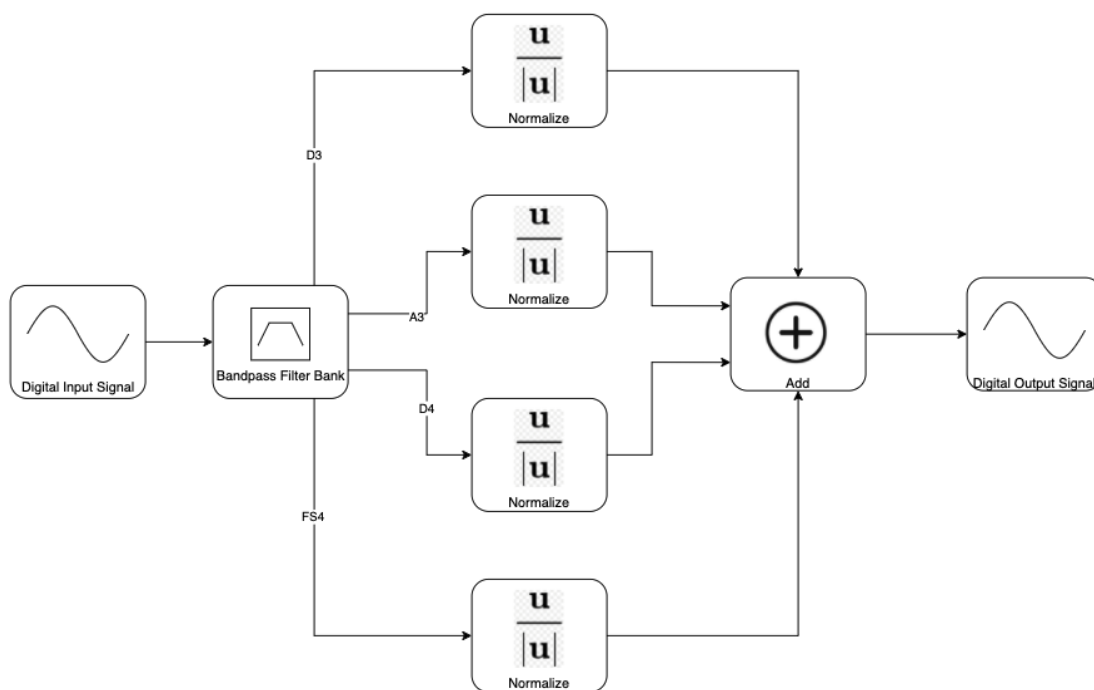 u
|u|
Normalize
D3
u
|u|
Normalize
A3
Digital Input Signal
Bandpass Filter Bank
Add
Digital Output Signal
D4
u
|u|
Normalize
FS4
u
|u|
Normalize